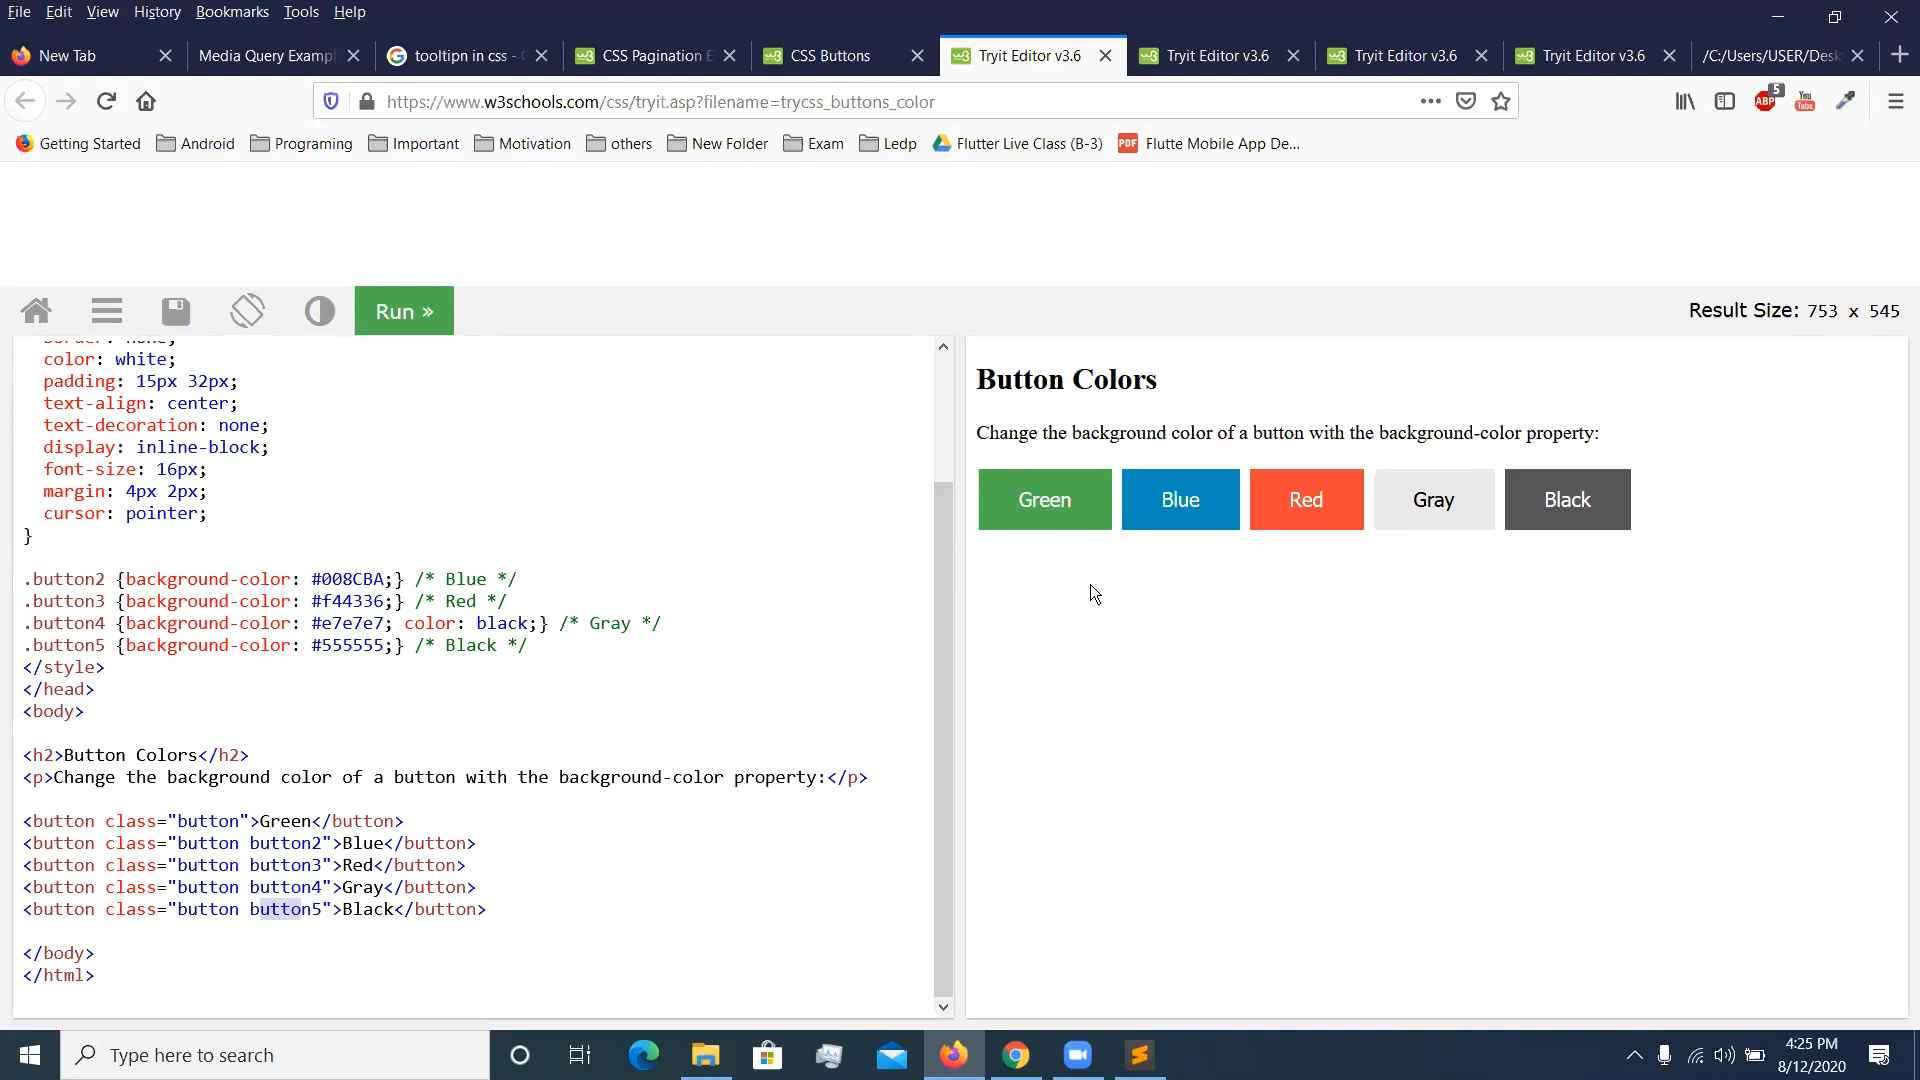 File Edit View History Bookmarks Tools Help
New Tab
Media Query Exampl
tooltipn in css -
CSS Pagination E
CSS Buttons
Tryit Editor v3.6
Tryit Editor v3.6
Tryit Editor v3.6
Tryit Editor v3.6
/C:/Users/USER/Desk
https://www.w3schools.com/css/tryit.asp?filename=trycss_buttons_color
ABP 5
You Tube
Getting Started Android Programing Important Motivation others New Folder Exam Ledp Flutter Live Class (B-3) PDF Flutte Mobile App De...
Run »
Result Size: 753 x 545
border: none;
color: white;
padding: 15px 32px;
text-align: center;
text-decoration: none;
display: inline-block;
font-size: 16px;
margin: 4px 2px;
cursor: pointer;
}
.button2 {background-color: #008CBA;} /* Blue */
.button3 {background-color: #f44336;} /* Red */
.button4 {background-color: #e7e7e7; color: black;} /* Gray */
.button5 {background-color: #555555;} /* Black */
</style>
</head>
<body>
<h2>Button Colors</h2>
<p>Change the background color of a button with the background-color property:</p>
<button class="button">Green</button>
<button class="button button2">Blue</button>
<button class="button button3">Red</button>
<button class="button button4">Gray</button>
<button class="button button5">Black</button>
</body>
</html>
Button Colors
Change the background color of a button with the background-color property:
Green Blue Red Gray Black
Type here to search
4:25 PM
8/12/2020